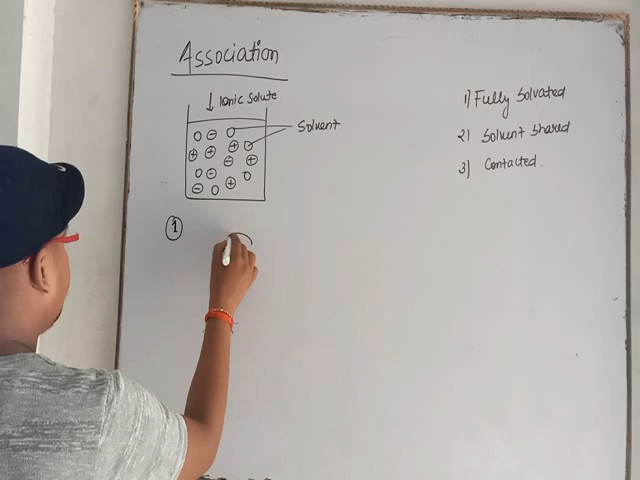 Association
↓ Ionic Solute
Solvent
1) Fully Solvated
2) Solvent Shared
3) Contacted.
①